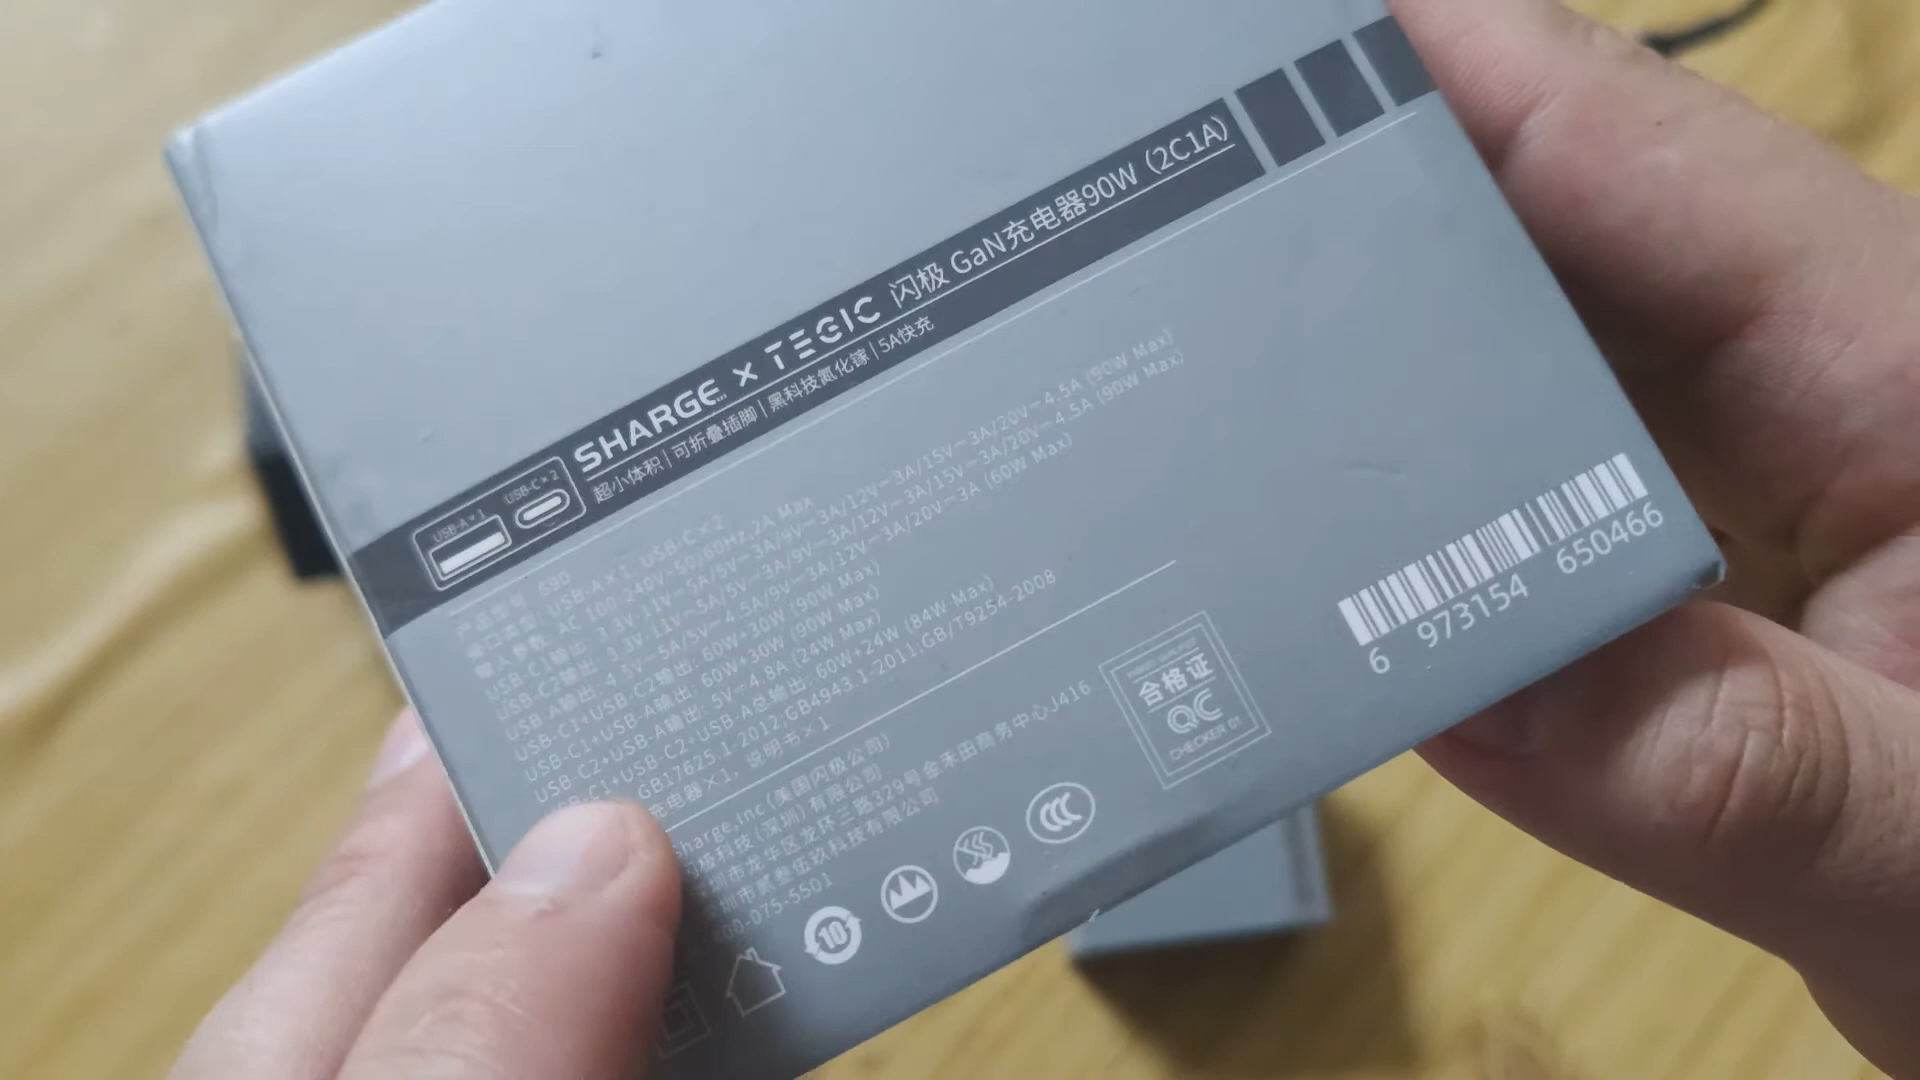 SHARGE × TEGIC 闪极 GaN充电器90W (2C1A)
USB-A×1
USB-C×2
超小体积 | 可折叠插脚 | 黑科技氮化镓 | 5A快充
产品型号: S90
接口类型: USB-A×1, USB-C×2
输入参数: AC 100-240V~50/60Hz,2A Max
USB-C1输出: 3.3V-11V⎓5A/5V⎓3A/9V⎓3A/12V⎓3A/15V⎓3A/20V⎓4.5A (90W Max)
USB-C2输出: 3.3V-11V⎓5A/5V⎓3A/9V⎓3A/12V⎓3A/15V⎓3A/20V⎓4.5A (90W Max)
USB-A输出: 4.5V⎓5A/5V⎓4.5A/9V⎓3A/12V⎓3A/20V⎓3A (60W Max)
USB-C1+USB-C2输出: 60W+30W (90W Max)
USB-C1+USB-A输出: 60W+30W (90W Max)
USB-C2+USB-A输出: 5V⎓4.8A (24W Max)
USB-C1+USB-C2+USB-A总输出: 60W+24W (84W Max)
GB17625.1-2012;GB4943.1-2011;GB/T9254-2008
充电器×1, 说明书×1
Sharge,Inc(美国闪极公司)
极科技(深圳)有限公司
圳市龙华区龙环三路329号金禾田商务中心J416
圳市贰叁伍玖科技有限公司
00-075-5501
10
合格证
QC
CHECKER 01
6 973154 650466